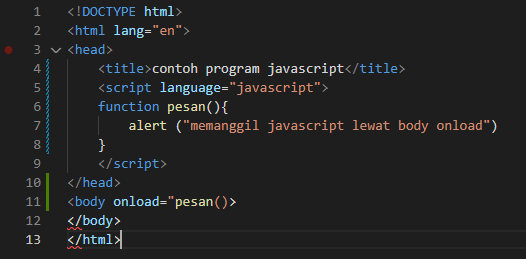 1 <!DOCTYPE html>
2 <html lang="en">
3 <head>
4 <title>contoh program javascript</title>
5 <script language="javascript">
6 function pesan(){
7 alert ("memanggil javascript lewat body onload")
8 }
9 </script>
10 </head>
11 <body onload="pesan()>
12 </body>
13 </html>